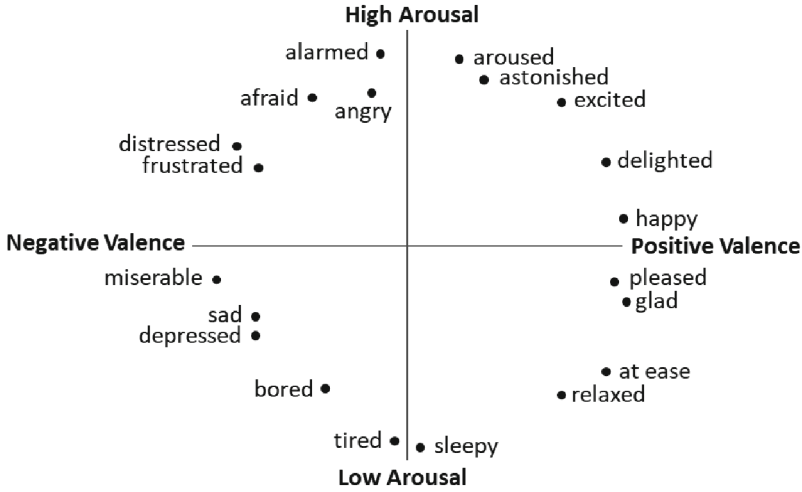 High Arousal
alarmed
aroused
astonished
afraid
angry
excited
distressed
frustrated
delighted
happy
Negative Valence
Positive Valence
miserable
pleased
glad
sad
depressed
at ease
bored
relaxed
tired
sleepy
Low Arousal